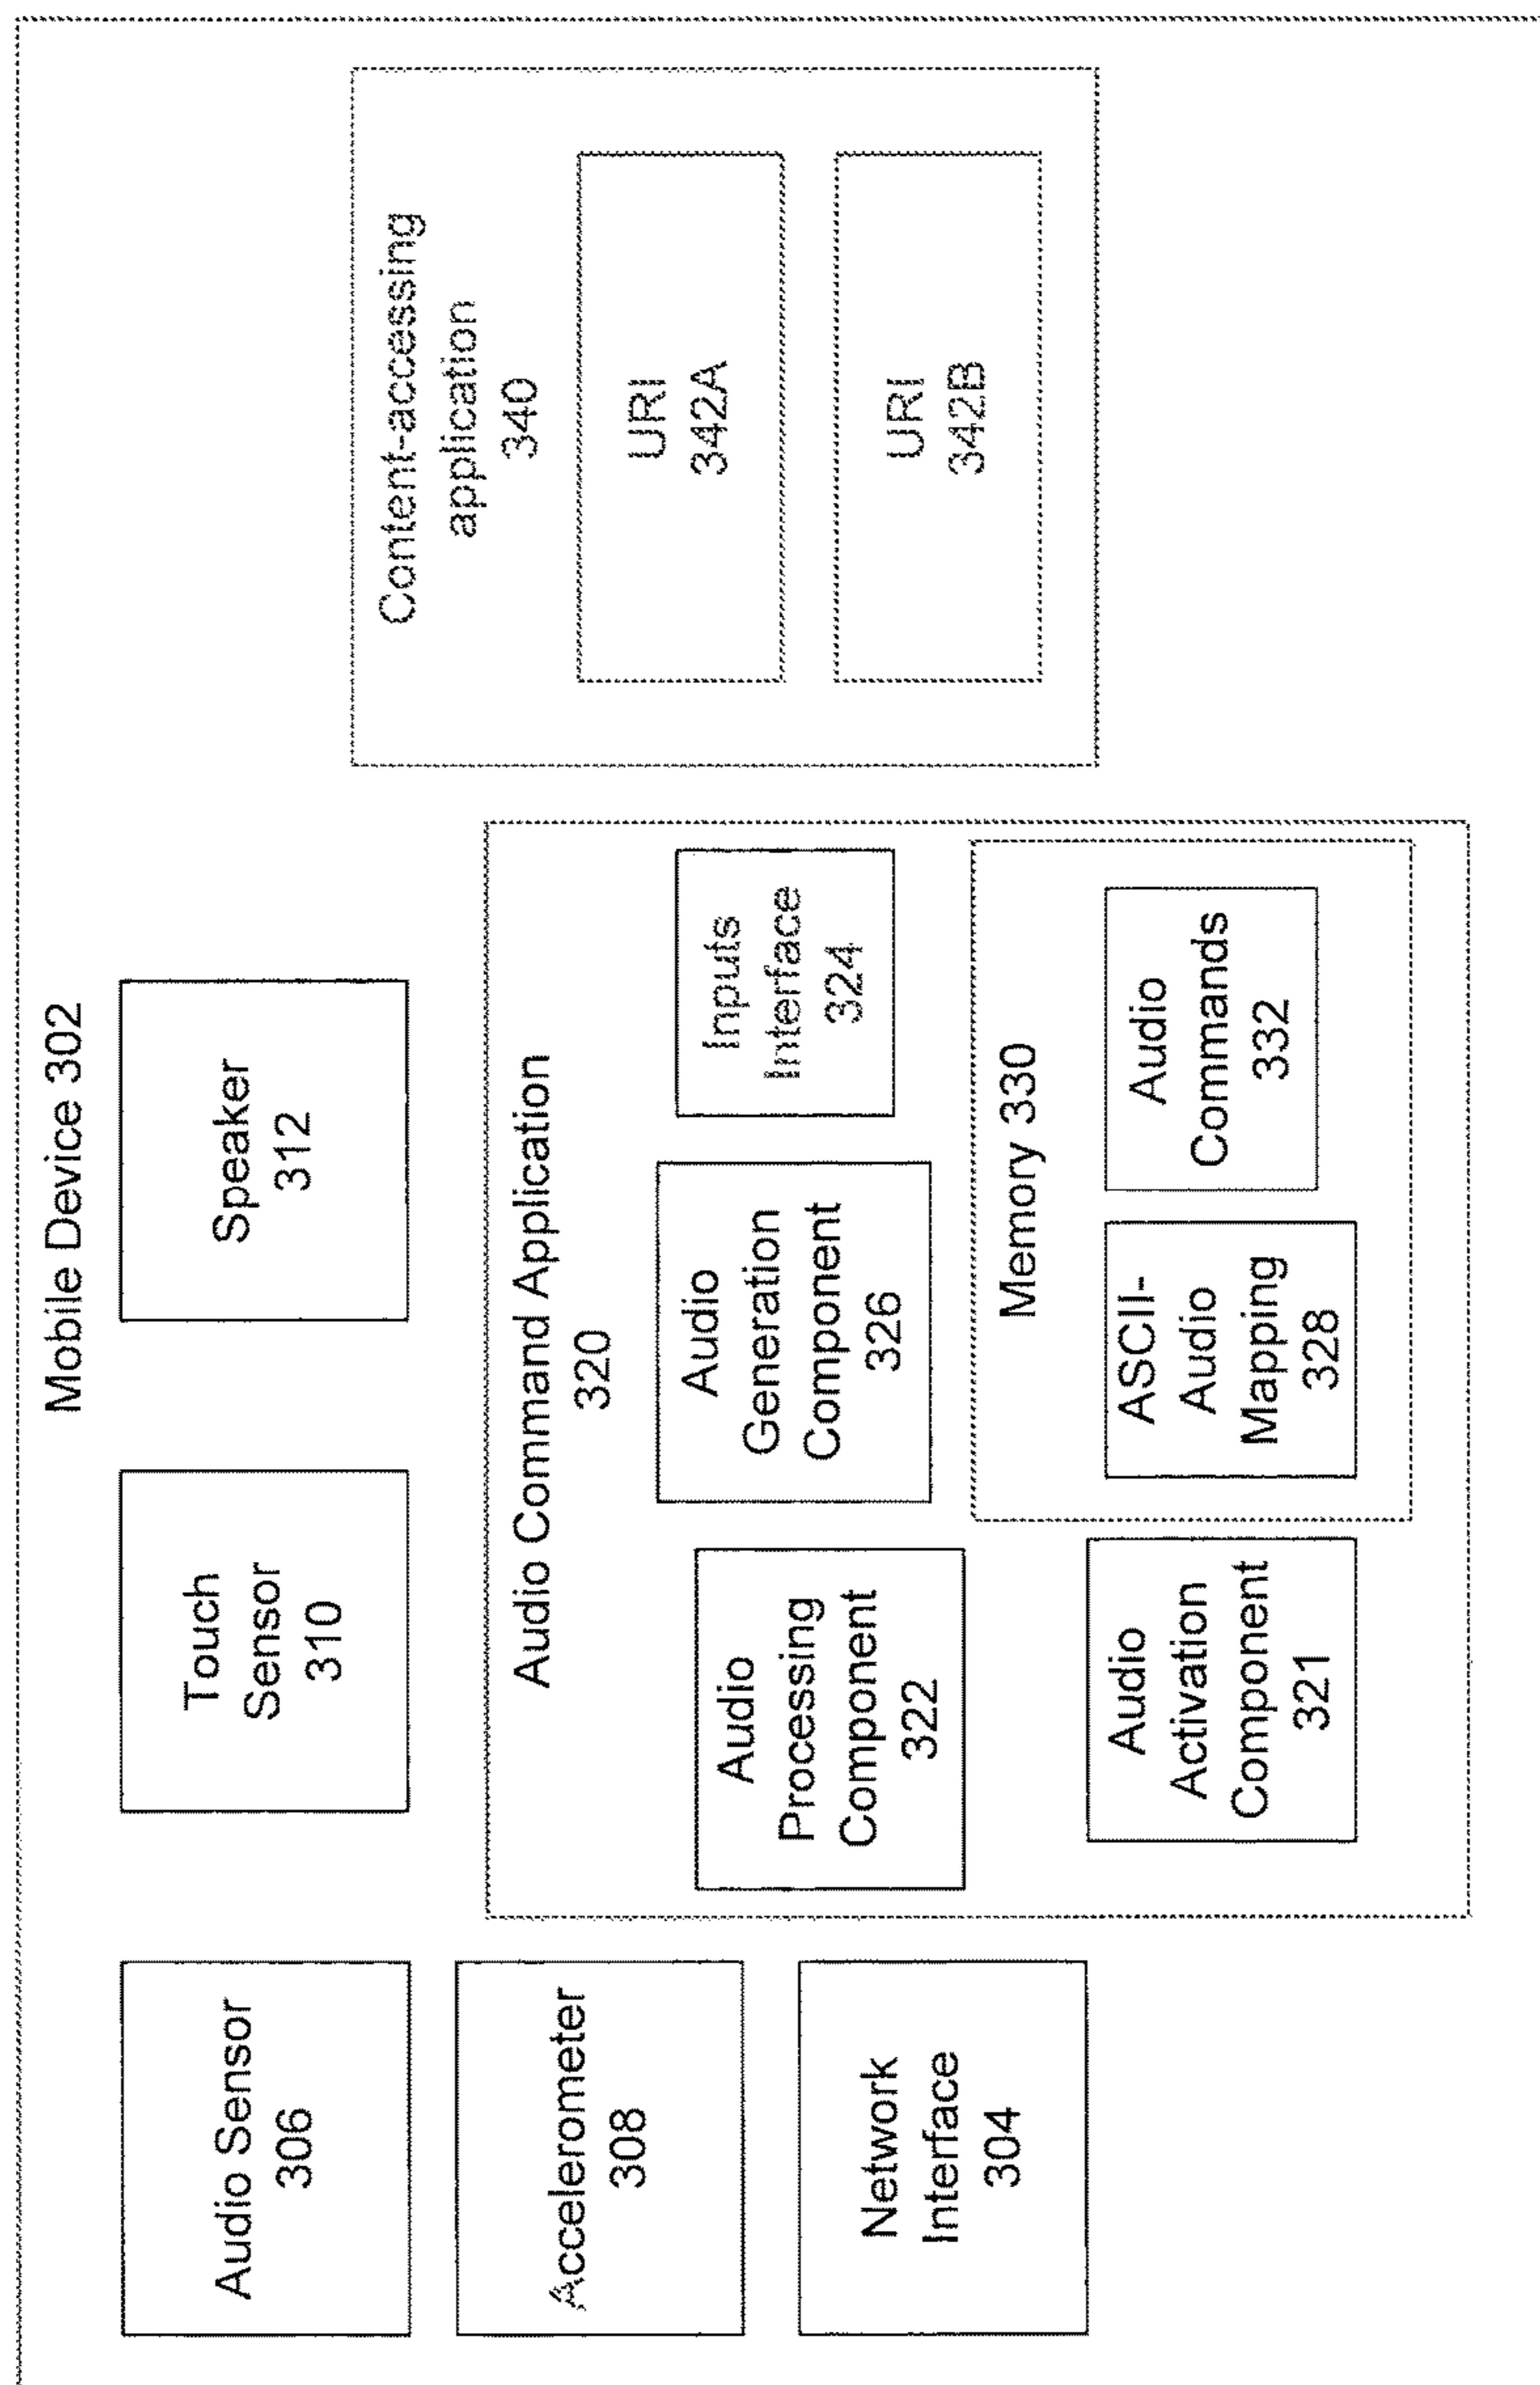 Mobile Device 302
Audio Sensor
306
Touch
Sensor
310
Speaker
312
Accelerometer
308
Network
Interface
304
Audio Command Application
320
Audio
Processing
Component
322
Audio
Generation
Component
326
Inputs
Interface
324
Audio
Activation
Component
321
Memory 330
ASCII-
Audio
Mapping
328
Audio
Commands
332
Content-accessing
application
340
URI
342A
URI
342B